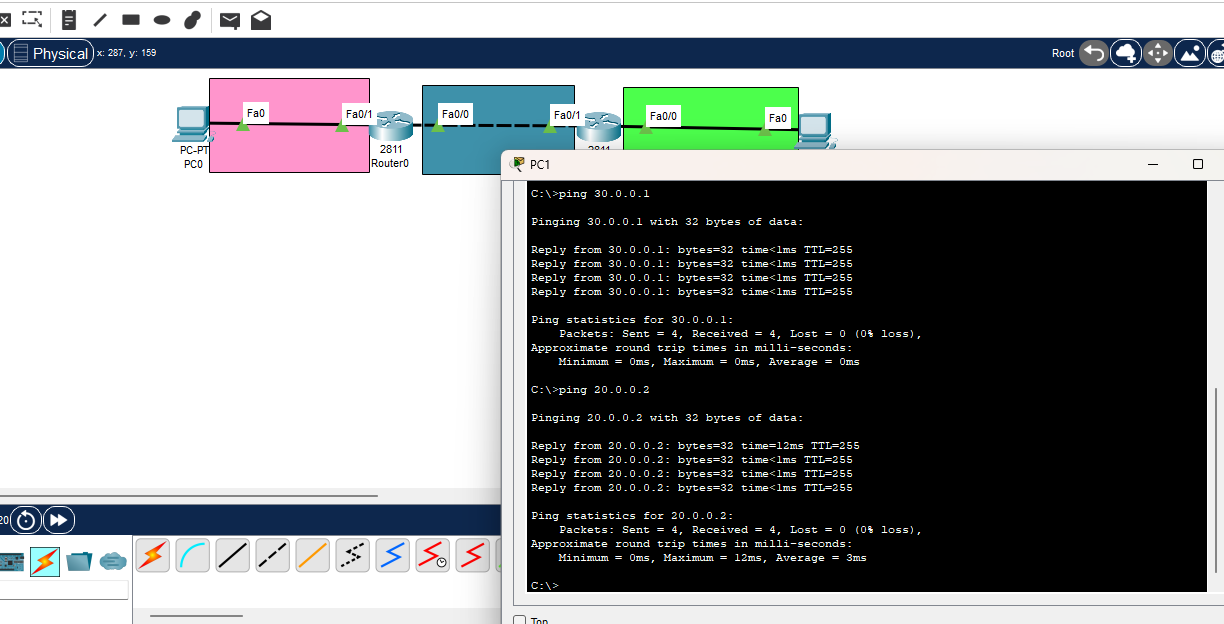 Physical x: 287, y: 159
Root
Fa0
Fa0/1
Fa0/0
Fa0/1
Fa0/0
Fa0
PC-PT
PC0
2811
Router0
2811
PC1
C:\>ping 30.0.0.1
Pinging 30.0.0.1 with 32 bytes of data:
Reply from 30.0.0.1: bytes=32 time<1ms TTL=255
Reply from 30.0.0.1: bytes=32 time<1ms TTL=255
Reply from 30.0.0.1: bytes=32 time<1ms TTL=255
Reply from 30.0.0.1: bytes=32 time<1ms TTL=255
Ping statistics for 30.0.0.1:
Packets: Sent = 4, Received = 4, Lost = 0 (0% loss),
Approximate round trip times in milli-seconds:
Minimum = 0ms, Maximum = 0ms, Average = 0ms
C:\>ping 20.0.0.2
Pinging 20.0.0.2 with 32 bytes of data:
Reply from 20.0.0.2: bytes=32 time=12ms TTL=255
Reply from 20.0.0.2: bytes=32 time<1ms TTL=255
Reply from 20.0.0.2: bytes=32 time<1ms TTL=255
Reply from 20.0.0.2: bytes=32 time<1ms TTL=255
Ping statistics for 20.0.0.2:
Packets: Sent = 4, Received = 4, Lost = 0 (0% loss),
Approximate round trip times in milli-seconds:
Minimum = 0ms, Maximum = 12ms, Average = 3ms
C:\>
20
Top